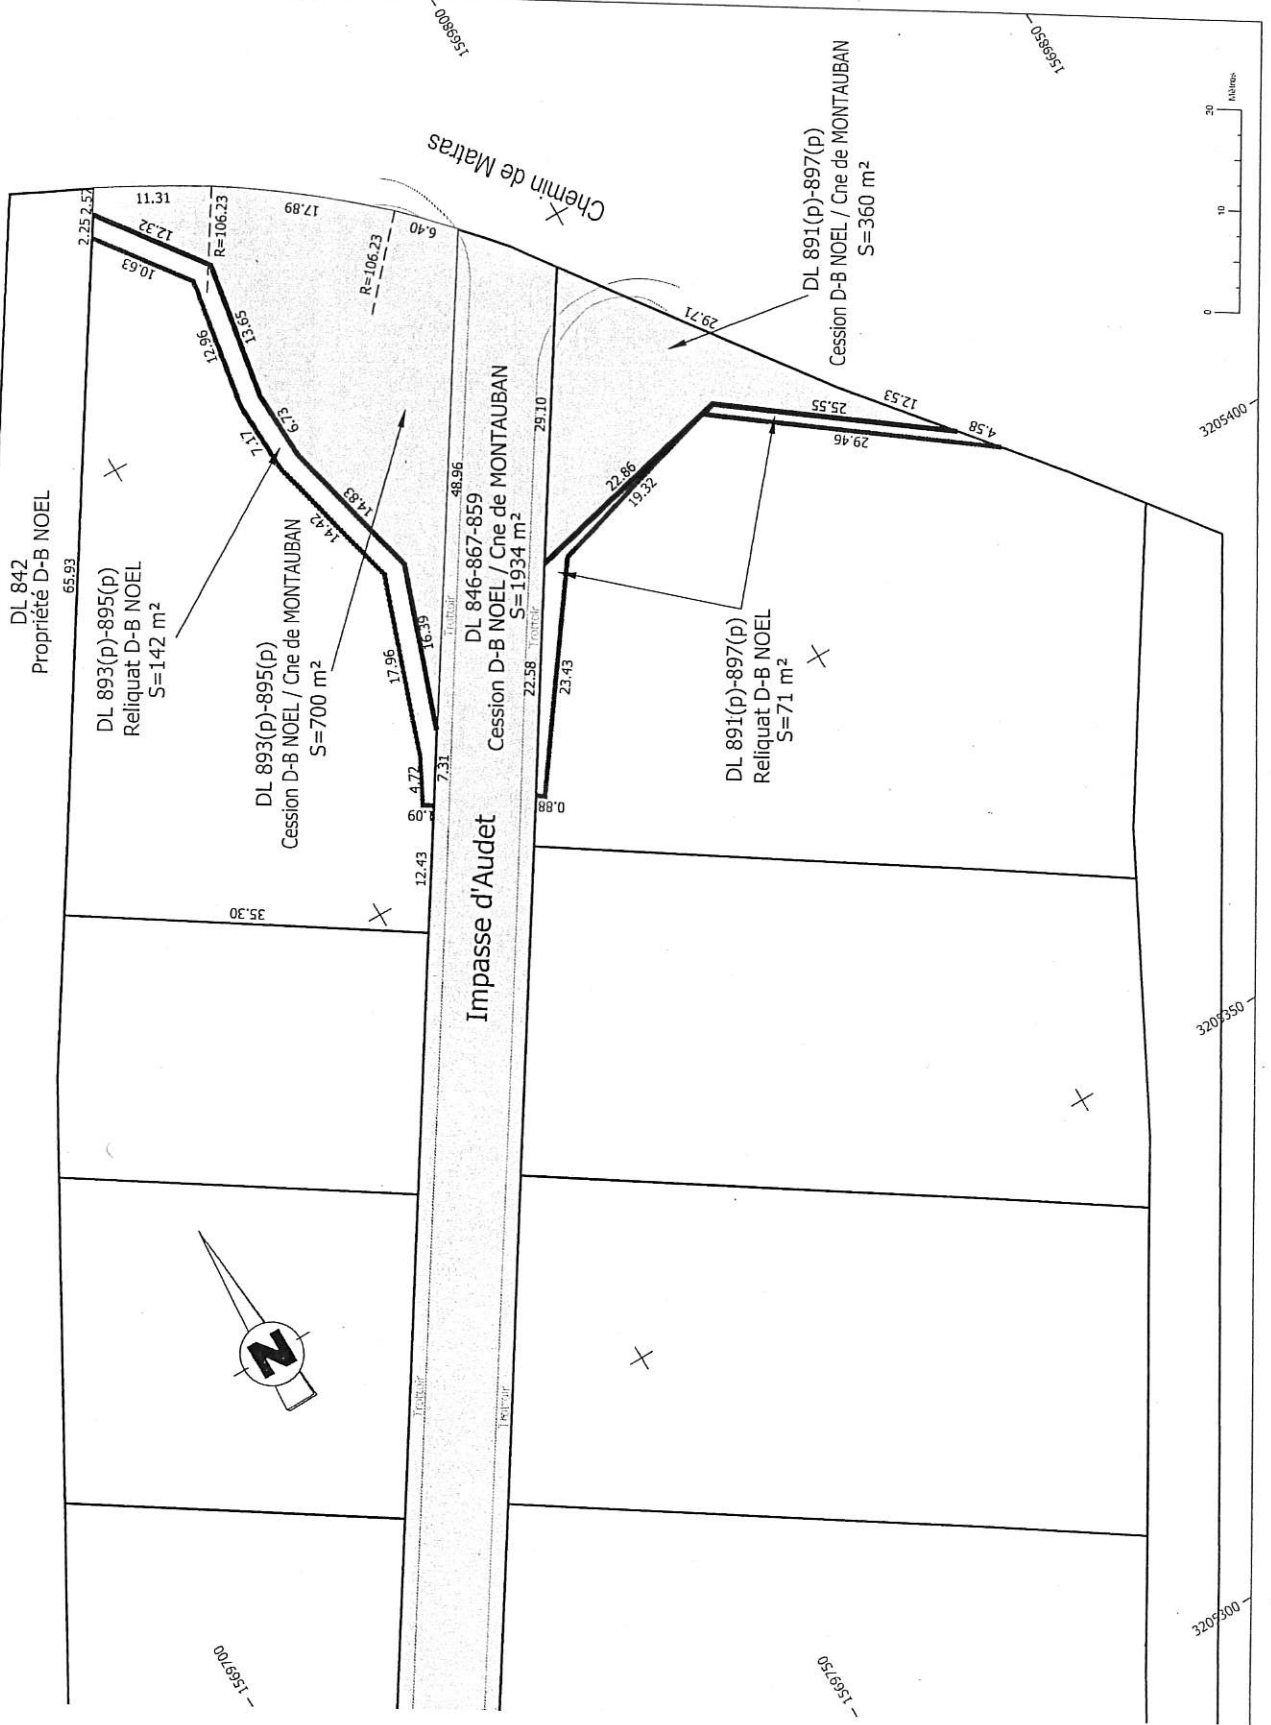 1569800
1569850
Chemin de Matras
DL 842
Propriété D-B NOEL
65.93
2.25
2.57
11.31
12.32
10.63
R=106.23
17.89
R=106.23
6.40
12.96
13.65
7.17
6.73
14.42
14.83
17.96
16.39
4.72
7.31
12.43
35.30
DL 893(p)-895(p)
Reliquat D-B NOEL
S=142 m²
DL 893(p)-895(p)
Cession D-B NOEL / Cne de MONTAUBAN
S=700 m²
48.96
Trottoir
DL 846-867-859
Cession D-B NOEL / Cne de MONTAUBAN
S=1934 m²
Trottoir
29.10
22.58
23.43
0.88
22.86
19.32
29.71
25.55
12.53
29.46
4.58
DL 891(p)-897(p)
Cession D-B NOEL / Cne de MONTAUBAN
S=360 m²
DL 891(p)-897(p)
Reliquat D-B NOEL
S=71 m²
Impasse d'Audet
Trottoir
Trottoir
N
0
10
20
Mètres
3205400
3205350
3205300
1569700
1569750